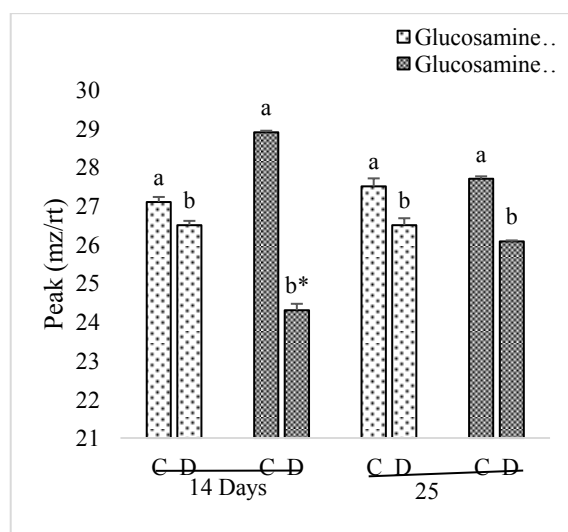 Glucosamine..
Glucosamine..
Peak (mz/rt)
30
29
28
27
26
25
24
23
22
21
a
b
a
b*
a
b
a
b
C D C D C D C D
14 Days 25